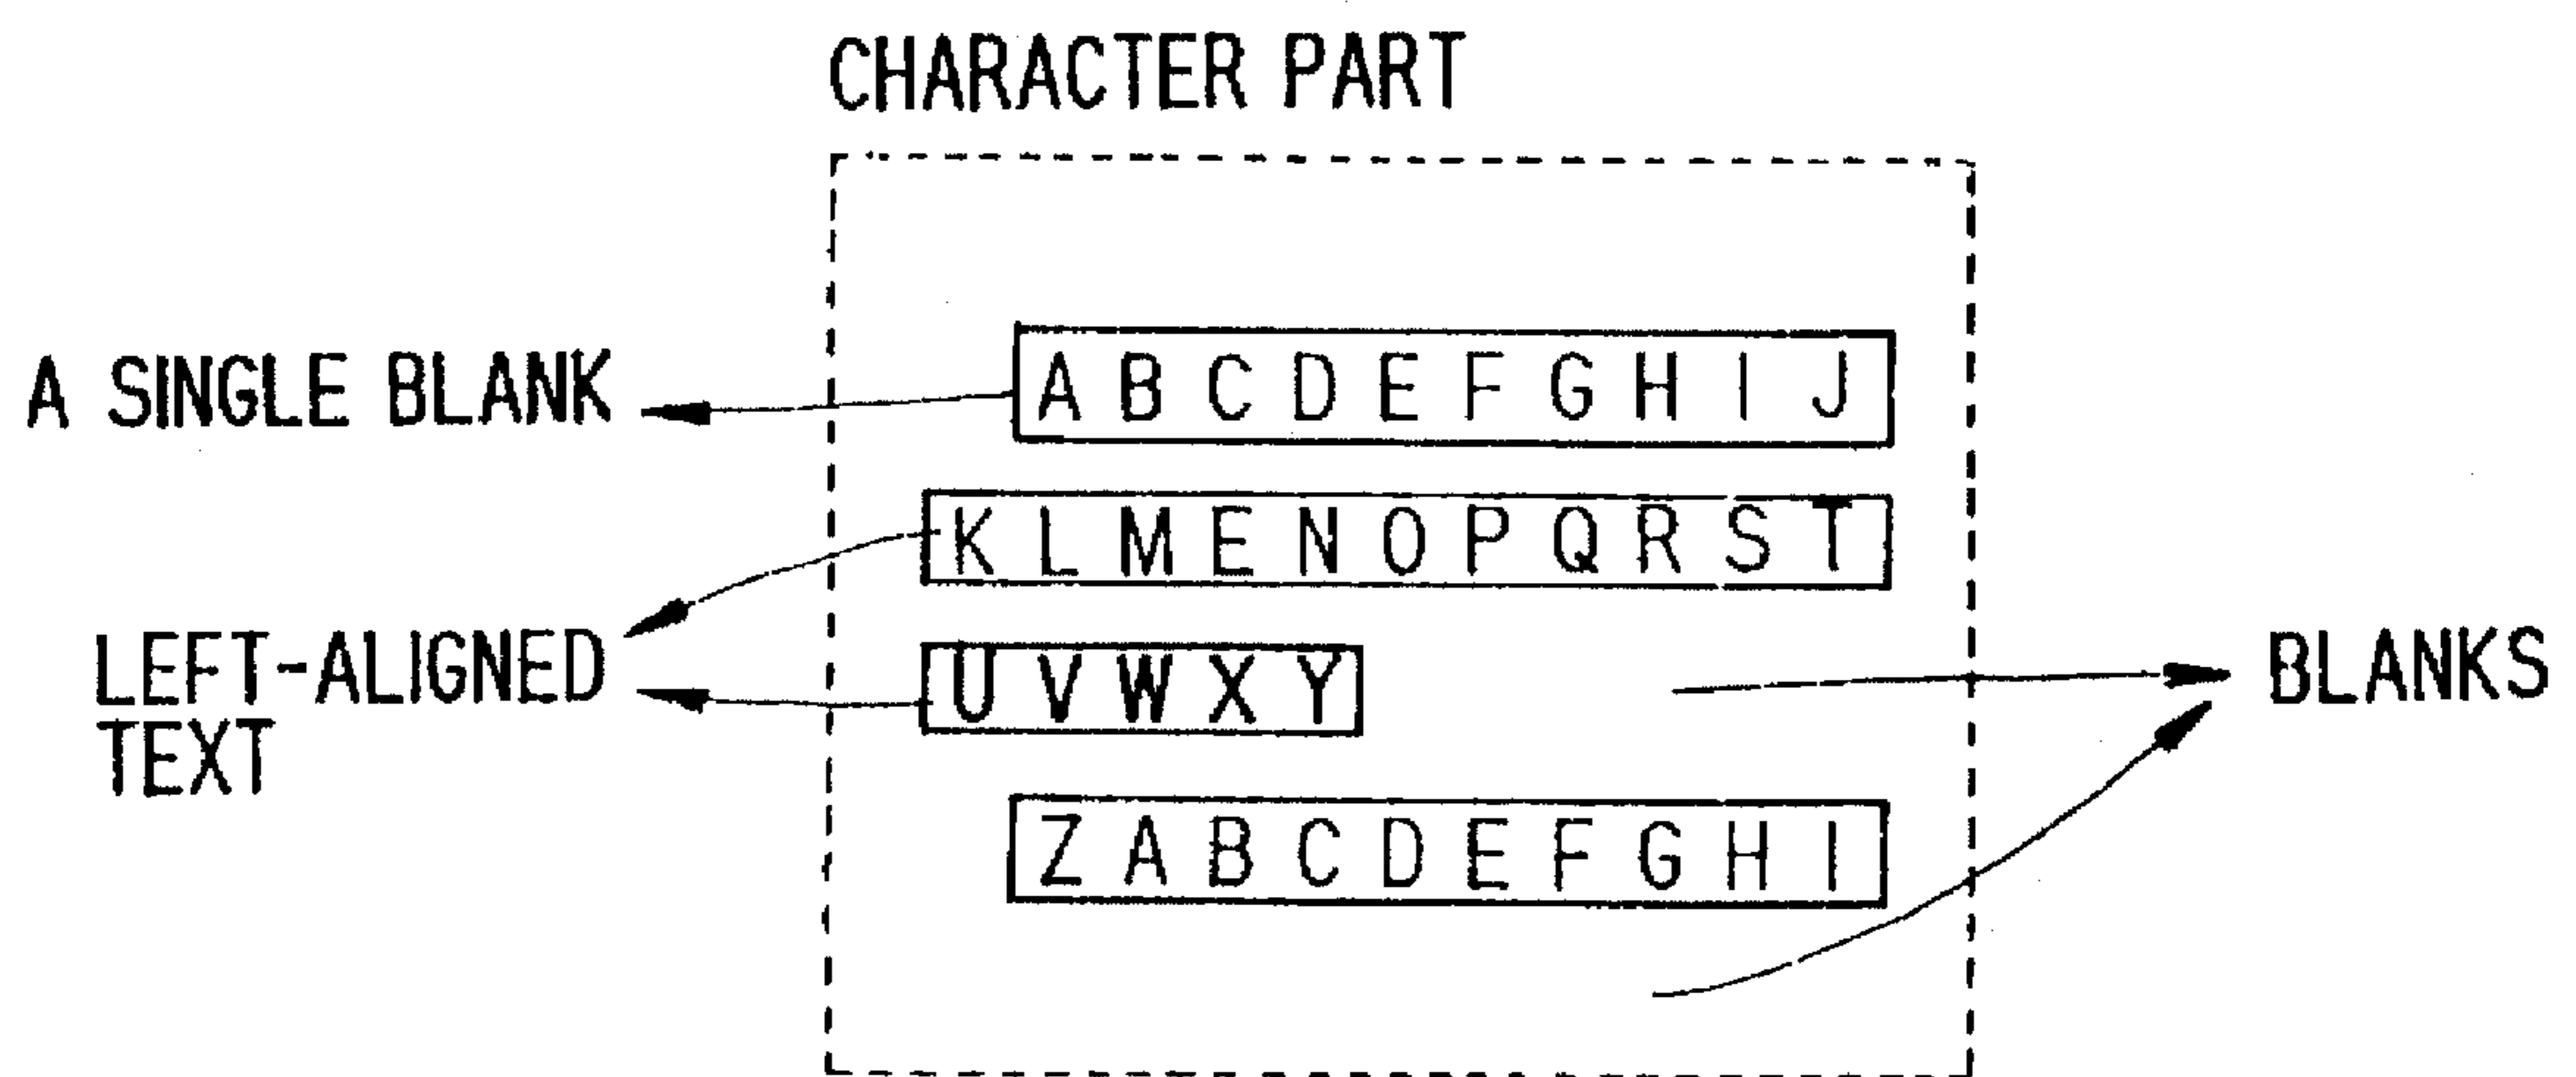 CHARACTER PART
A SINGLE BLANK
A B C D E F G H I J
K L M E N O P Q R S T
LEFT-ALIGNED
TEXT
U V W X Y
BLANKS
Z A B C D E F G H I